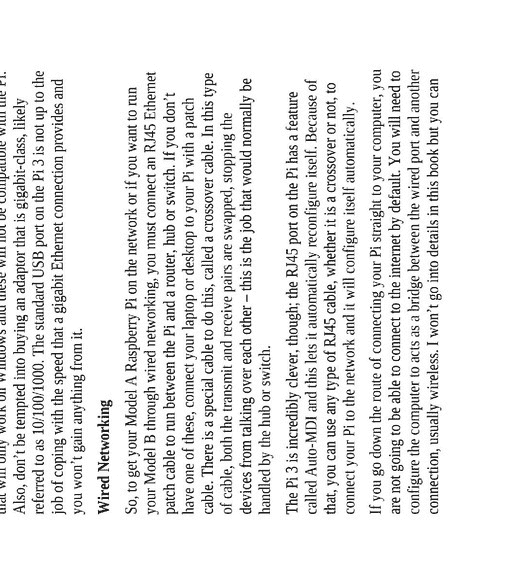 that will only work on Windows and these will not be compatible with the Pi.
Also, don't be tempted into buying an adaptor that is gigabit-class, likely
referred to as 10/100/1000. The standard USB port on the Pi 3 is not up to the
job of coping with the speed that a gigabit Ethernet connection provides and
you won't gain anything from it.
Wired Networking
So, to get your Model A Raspberry Pi on the network or if you want to run
your Model B through wired networking, you must connect an RJ45 Ethernet
patch cable to run between the Pi and a router, hub or switch. If you don't
have one of these, connect your laptop or desktop to your Pi with a patch
cable. There is a special cable to do this, called a crossover cable. In this type
of cable, both the transmit and receive pairs are swapped, stopping the
devices from talking over each other – this is the job that would normally be
handled by the hub or switch.
The Pi 3 is incredibly clever, though; the RJ45 port on the Pi has a feature
called Auto-MDI and this lets it automatically reconfigure itself. Because of
that, you can use any type of RJ45 cable, whether it is a crossover or not, to
connect your Pi to the network and it will configure itself automatically.
If you go down the route of connecting your Pi straight to your computer, you
are not going to be able to connect to the internet by default. You will need to
configure the computer to acts as a bridge between the wired port and another
connection, usually wireless. I won't go into details in this book but you can